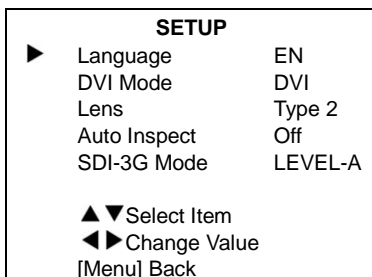 SETUP
▶ Language EN
DVI Mode DVI
Lens Type 2
Auto Inspect Off
SDI-3G Mode LEVEL-A
▲▼Select Item
◀▶Change Value
[Menu] Back